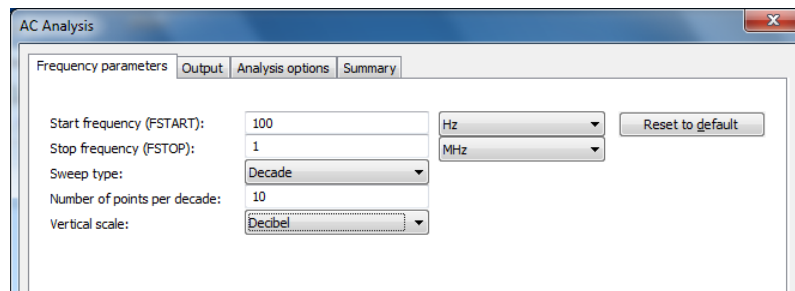 AC Analysis
Frequency parameters Output Analysis options Summary
Start frequency (FSTART): 100 Hz Reset to default
Stop frequency (FSTOP): 1 MHz
Sweep type: Decade
Number of points per decade: 10
Vertical scale: Decibel